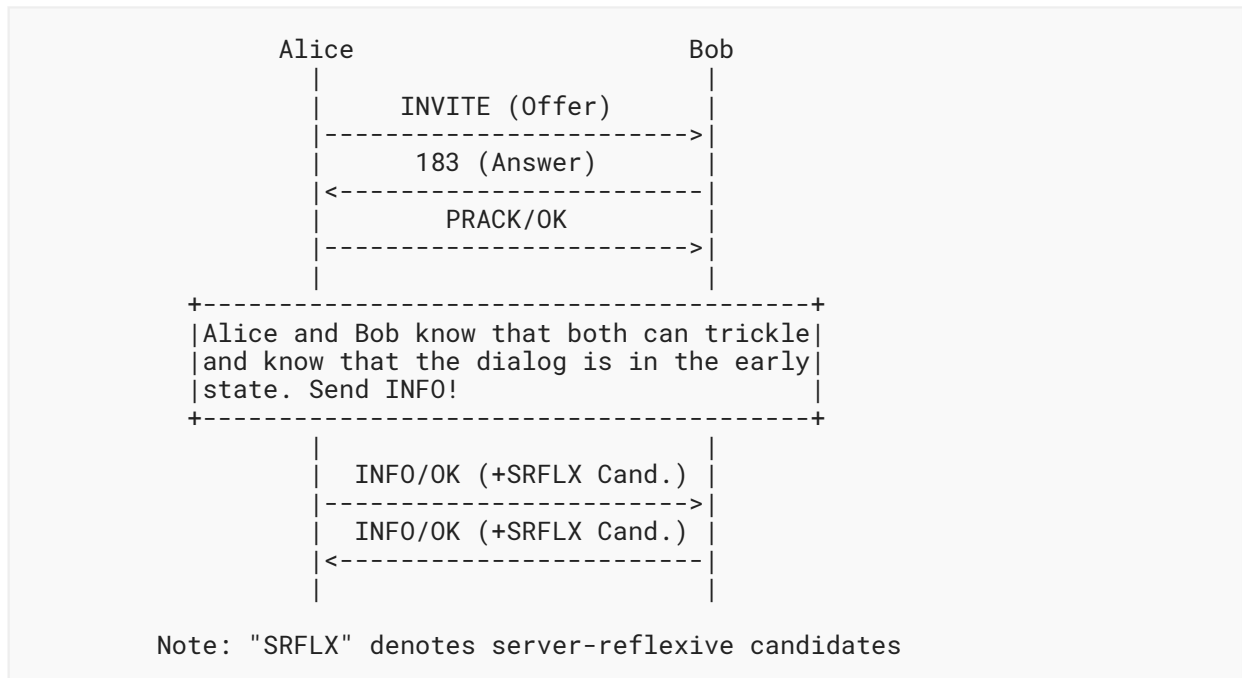 Alice Bob
| |
| INVITE (Offer) |
|------------------------>|
| 183 (Answer) |
|<------------------------|
| PRACK/OK |
|------------------------>|
| |
+----------------------------------------+
|Alice and Bob know that both can trickle|
|and know that the dialog is in the early|
|state. Send INFO! |
+----------------------------------------+
| |
| INFO/OK (+SRFLX Cand.) |
|------------------------>|
| INFO/OK (+SRFLX Cand.) |
|<------------------------|
| |
Note: "SRFLX" denotes server-reflexive candidates